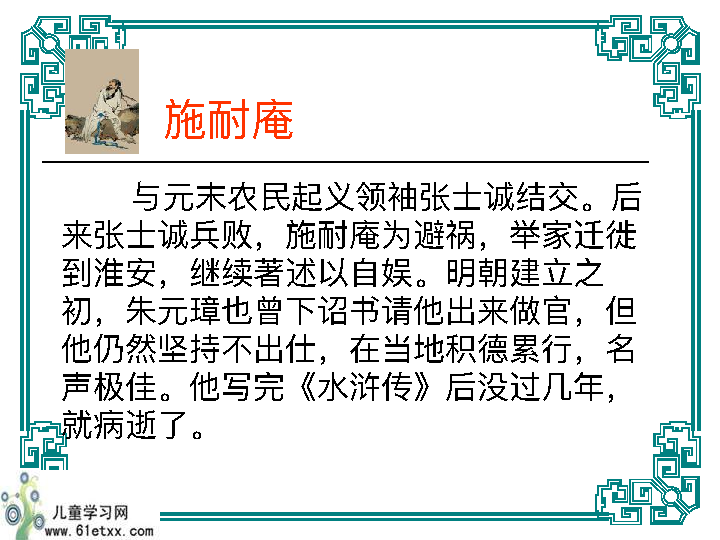 施耐庵
与元末农民起义领袖张士诚结交。后
来张士诚兵败，施耐庵为避祸，举家迁徙
到淮安，继续著述以自娱。明朝建立之
初，朱元璋也曾下诏书请他出来做官，但
他仍然坚持不出仕，在当地积德累行，名
声极佳。他写完《水浒传》后没过几年，
就病逝了。
儿童学习网
www.61etxx.com